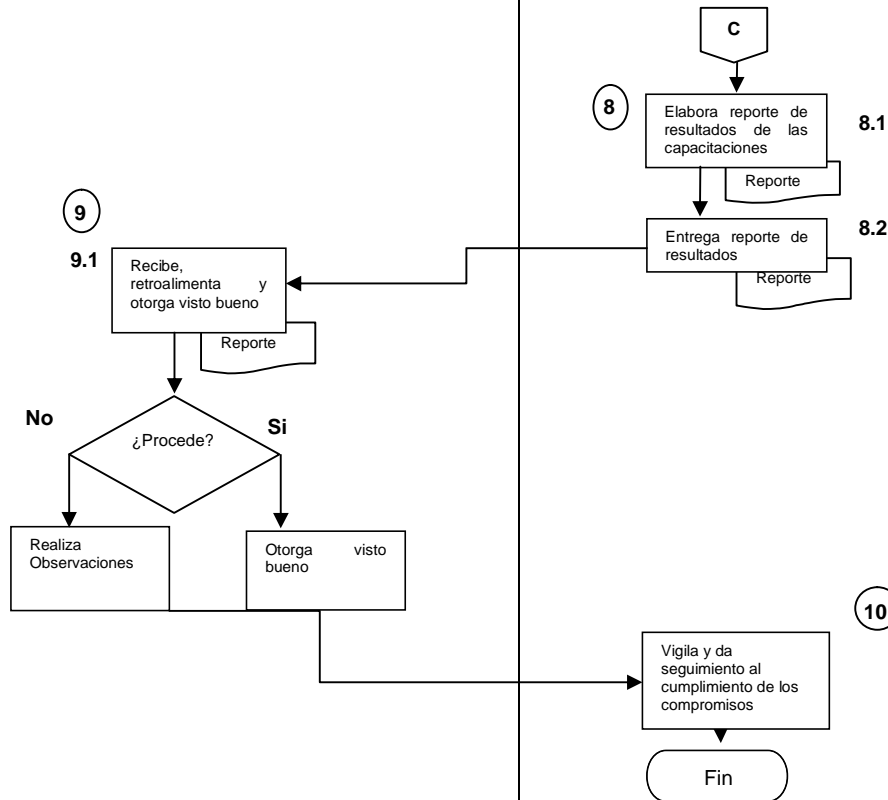 C
8
Elabora reporte de
resultados de las
capacitaciones
8.1
Reporte
8.2
Entrega reporte de
resultados
Reporte
9
9.1
Recibe,
retroalimenta y
otorga visto bueno
Reporte
No
¿Procede?
Si
Realiza
Observaciones
Otorga visto
bueno
10
Vigila y da
seguimiento al
cumplimiento de los
compromisos
Fin